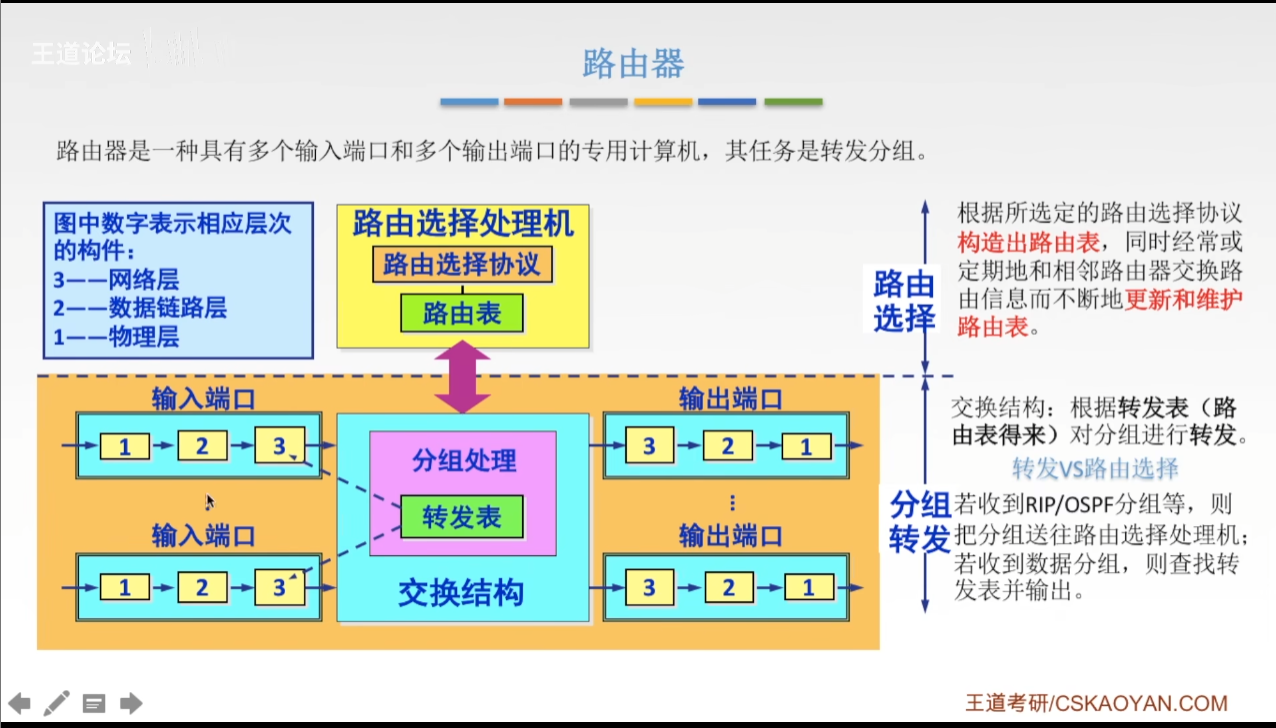 王道论坛
路由器
路由器是一种具有多个输入端口和多个输出端口的专用计算机，其任务是转发分组。
图中数字表示相应层次
的构件：
3——网络层
2——数据链路层
1——物理层
路由选择处理机
路由选择协议
路由表
路由
选择
根据所选定的路由选择协议
构造出路由表，同时经常或
定期地和相邻路由器交换路
由信息而不断地更新和维护
路由表。
输入端口
1
2
3
输入端口
1
2
3
分组处理
转发表
交换结构
输出端口
3
2
1
输出端口
3
2
1
分组
转发
交换结构：根据转发表（路
由表得来）对分组进行转发。
转发VS路由选择
若收到RIP/OSPF分组等，则
把分组送往路由选择处理机；
若收到数据分组，则查找转
发表并输出。
王道考研/CSKAOYAN.COM